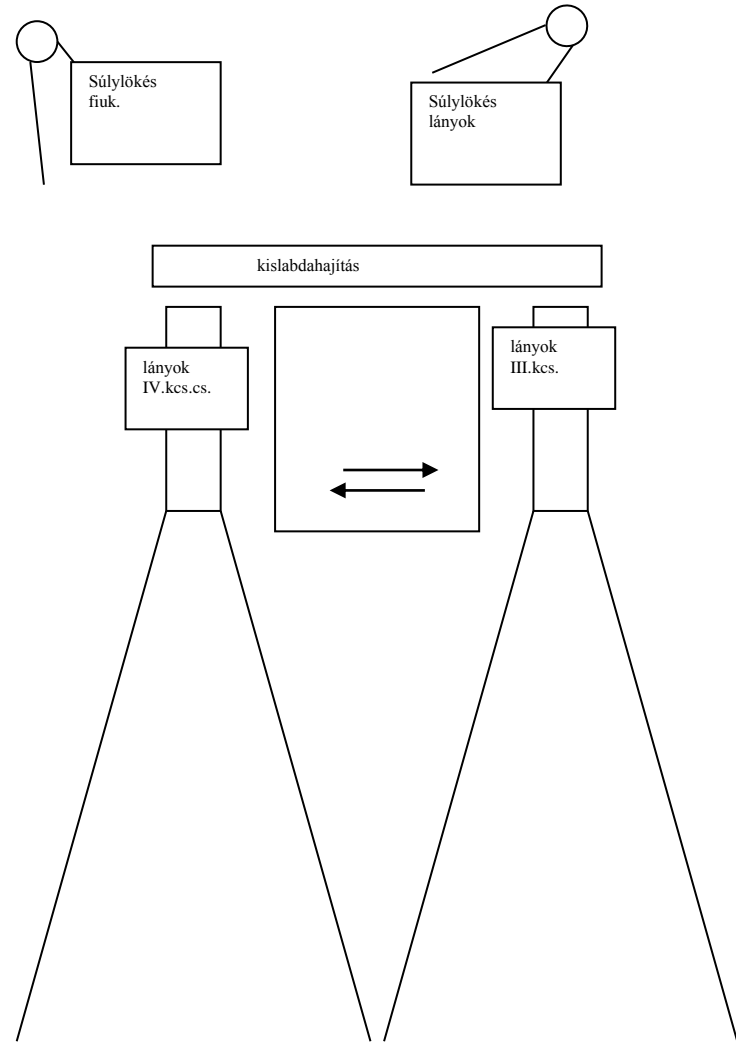 Súlylökés
fiuk.
Súlylökés
lányok
kislabdahajítás
lányok
IV.kcs.cs.
lányok
III.kcs.